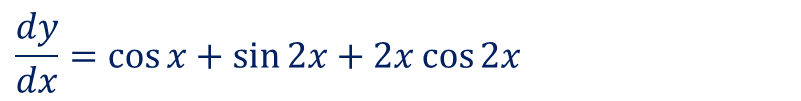 dy/dx = cos x + sin 2x + 2x cos 2x